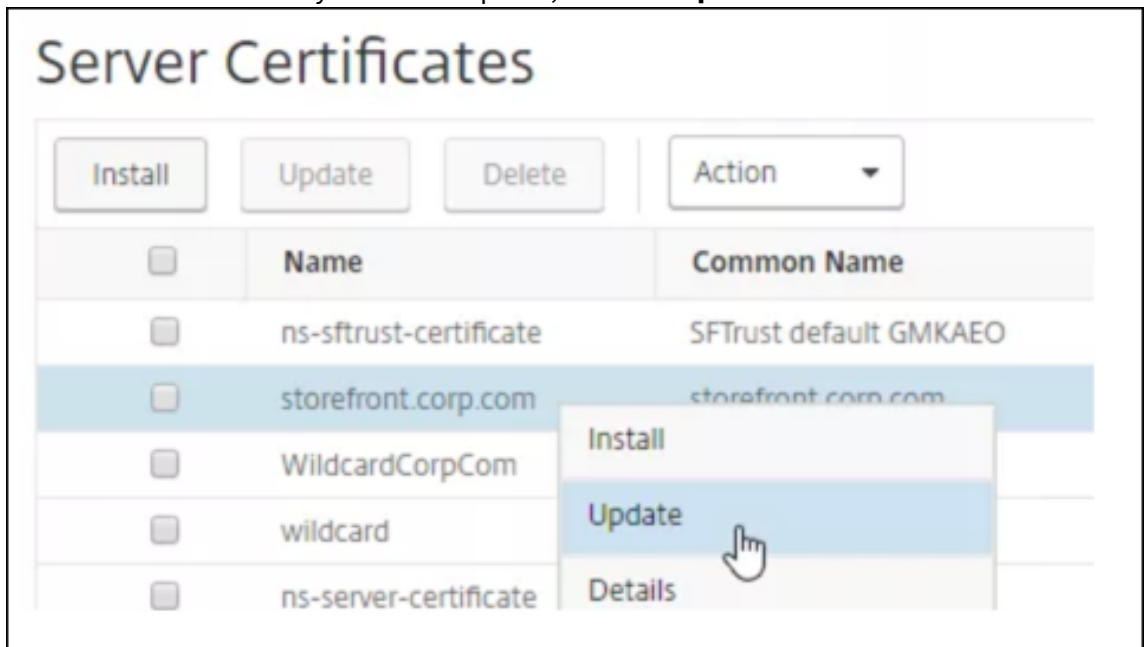 Server Certificates
Install Update Delete Action
Name Common Name
ns-sftrust-certificate SFTrust default GMKAEO
storefront.corp.com storefront.corp.com
Install
WildcardCorpCom
Update
wildcard
Details
ns-server-certificate